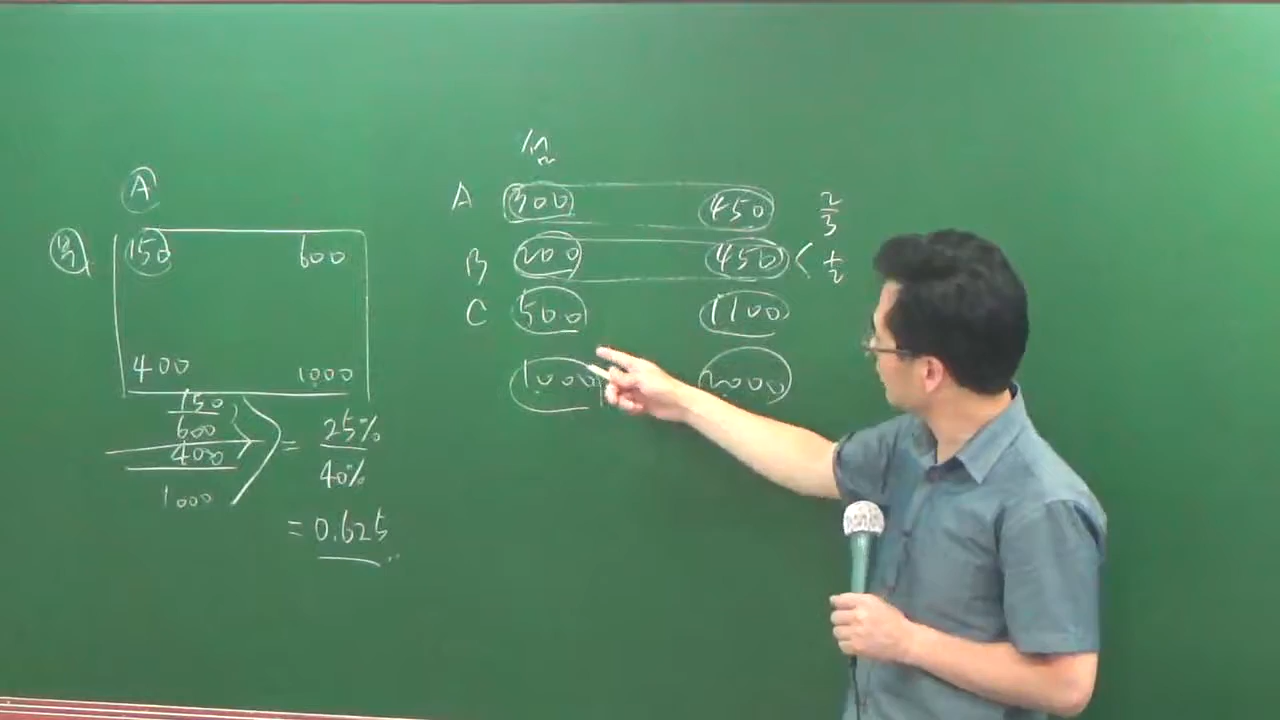 A
150 600
400 1000
150
600
400
1000
= 25%
40%
= 0.625
A 300 450 2/3
B 200 450 < 1/2
C 500 1100
1000 2000